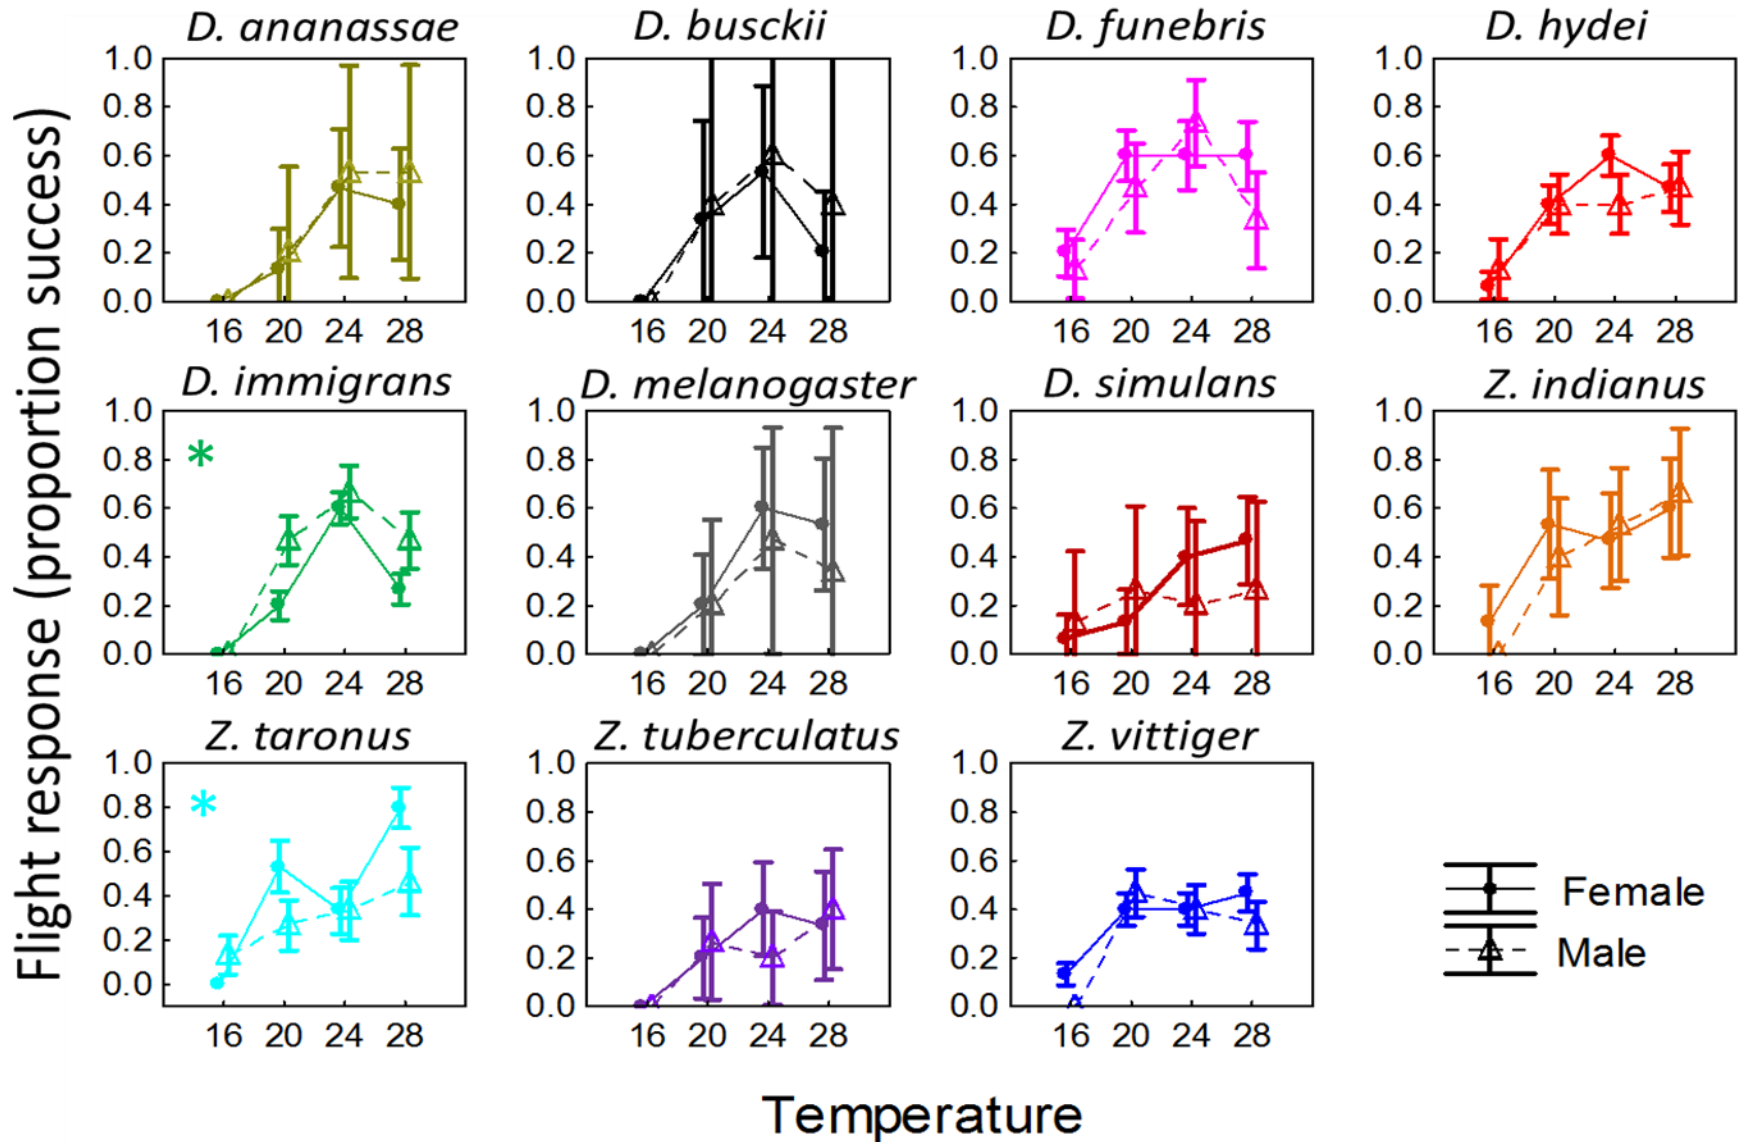 D. ananassae D. busckii D. funebris D. hydei
1.0 1.0 1.0 1.0
0.8 0.8 0.8 0.8
0.6 0.6 0.6 0.6
0.4 0.4 0.4 0.4
0.2 0.2 0.2 0.2
0.0 0.0 0.0 0.0
16 20 24 28 16 20 24 28 16 20 24 28 16 20 24 28
D. immigrans D. melanogaster D. simulans Z. indianus
1.0 1.0 1.0 1.0
*
0.8 0.8 0.8 0.8
0.6 0.6 0.6 0.6
0.4 0.4 0.4 0.4
0.2 0.2 0.2 0.2
0.0 0.0 0.0 0.0
16 20 24 28 16 20 24 28 16 20 24 28 16 20 24 28
Z. taronus Z. tuberculatus Z. vittiger
1.0 1.0 1.0
*
0.8 0.8 0.8
0.6 0.6 0.6
0.4 0.4 0.4
0.2 0.2 0.2
0.0 0.0 0.0
16 20 24 28 16 20 24 28 16 20 24 28
Female
Male
Flight response (proportion success)
Temperature